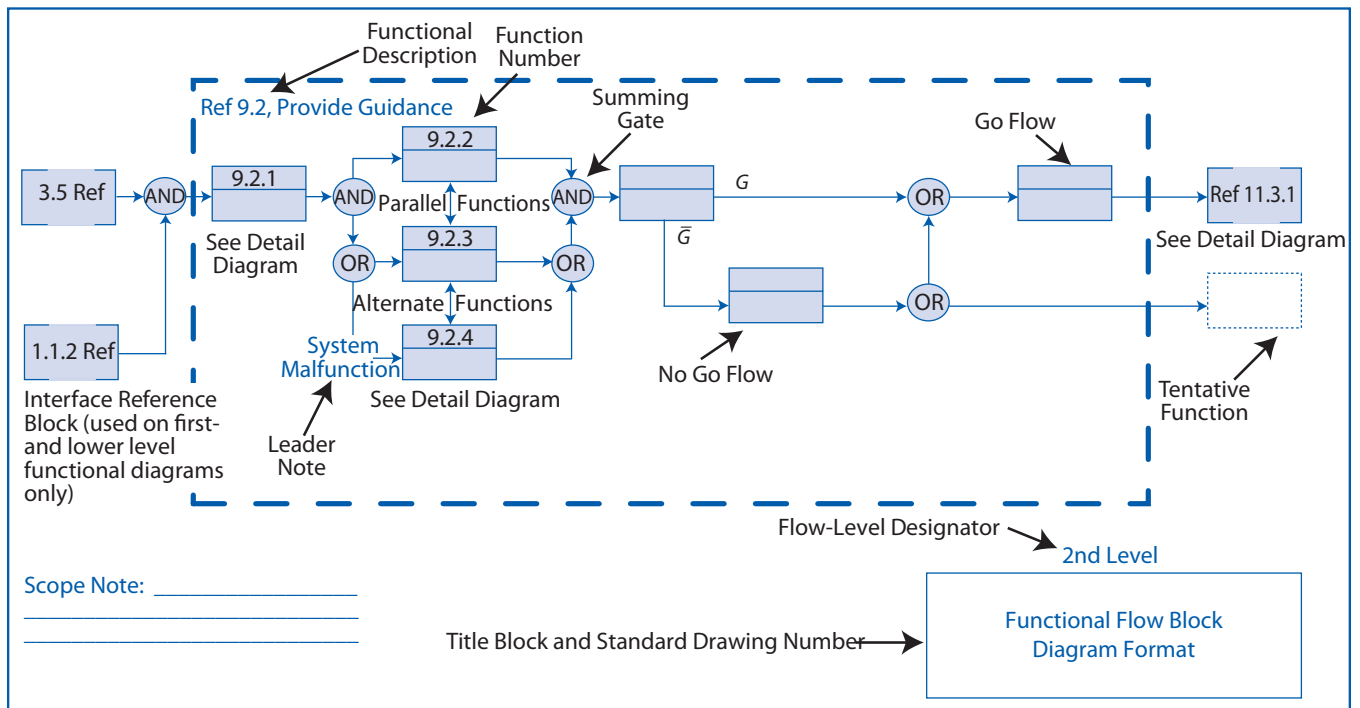 Functional
Description
Function
Number
Ref 9.2, Provide Guidance
Summing
Gate
Go Flow
9.2.2
3.5 Ref
AND
9.2.1
AND
AND
G
OR
Ref 11.3.1
Parallel Functions
See Detail
Diagram
9.2.3
G̅
See Detail Diagram
OR
OR
Alternate Functions
OR
9.2.4
1.1.2 Ref
System
Malfunction
No Go Flow
See Detail Diagram
Tentative
Function
Interface Reference
Block (used on first-
and lower level
functional diagrams
only)
Leader
Note
Flow-Level Designator
2nd Level
Scope Note: _________________
Title Block and Standard Drawing Number
Functional Flow Block
Diagram Format